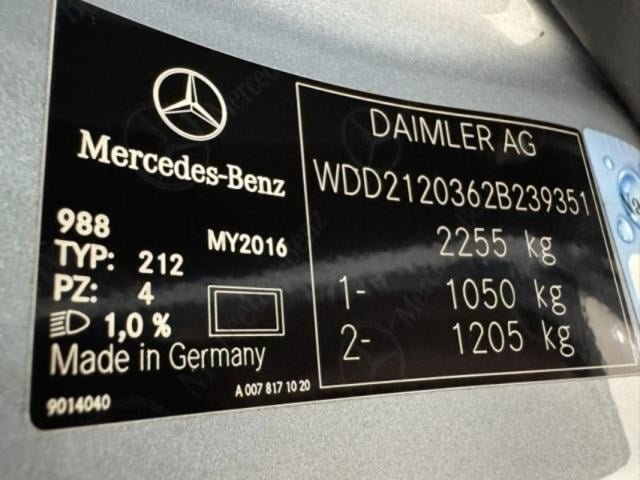 Mercedes-Benz
988
MY2016
TYP: 212
PZ: 4
1,0 %
Made in Germany
9014040
A 007 817 10 20
DAIMLER AG
WDD2120362B239351
2255 kg
1- 1050 kg
2- 1205 kg